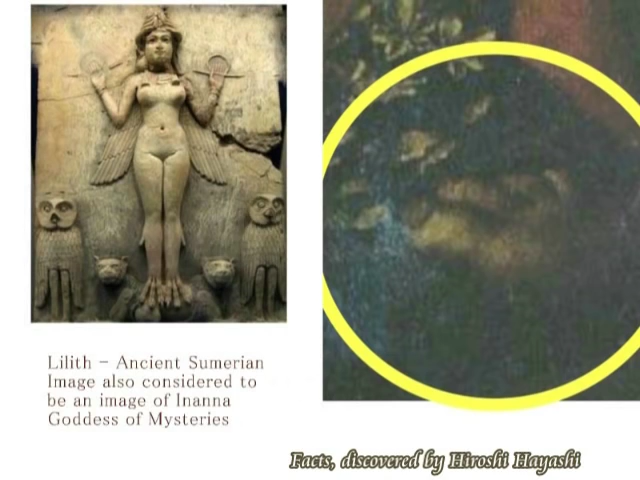 Lilith - Ancient Sumerian
Image also considered to
be an image of Inanna
Goddess of Mysteries
Facts, discovered by Hiroshi Hayashi